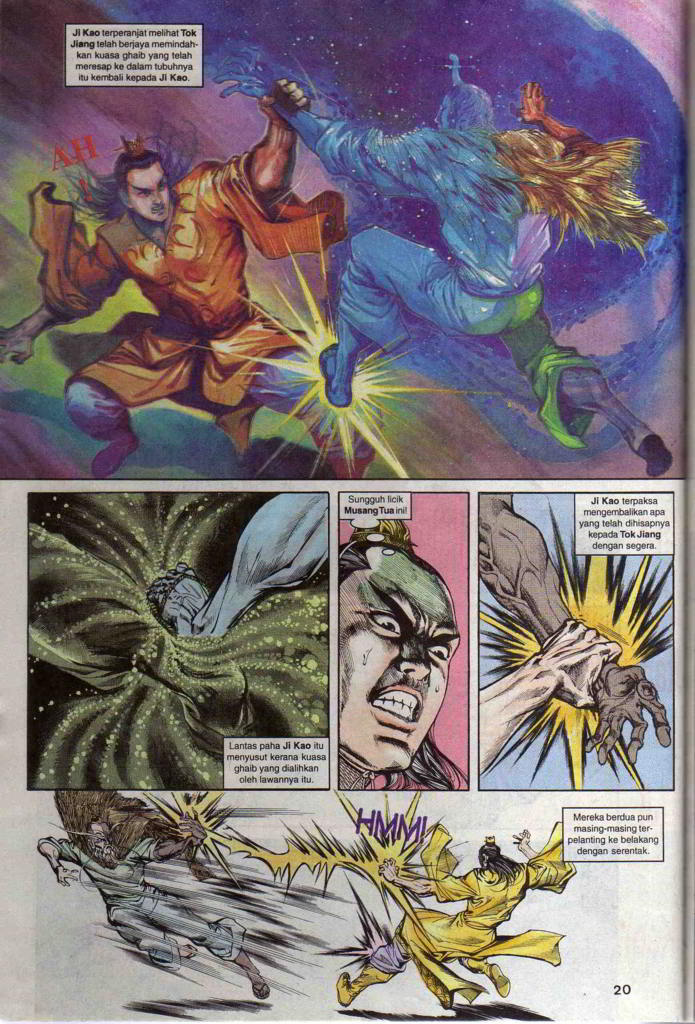 Ji Kao terperanjat melihat Tok
Jiang telah berjaya memindah-
kan kuasa ghaib yang telah
meresap ke dalam tubuhnya
itu kembali kepada Ji Kao.
AH
!
Sungguh licik
Musang Tua ini!
Ji Kao terpaksa
mengembalikan apa
yang telah dihisapnya
kepada Tok Jiang
dengan segera.
Lantas paha Ji Kao itu
menyusut kerana kuasa
ghaib yang dialihkan
oleh lawannya itu.
HMM!
Mereka berdua pun
masing-masing ter-
pelanting ke belakang
dengan serentak.
20